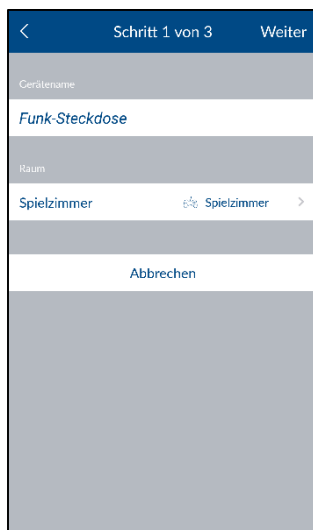 Schritt 1 von 3 Weiter
Gerätename
Funk-Steckdose
Raum
Spielzimmer Spielzimmer
Abbrechen